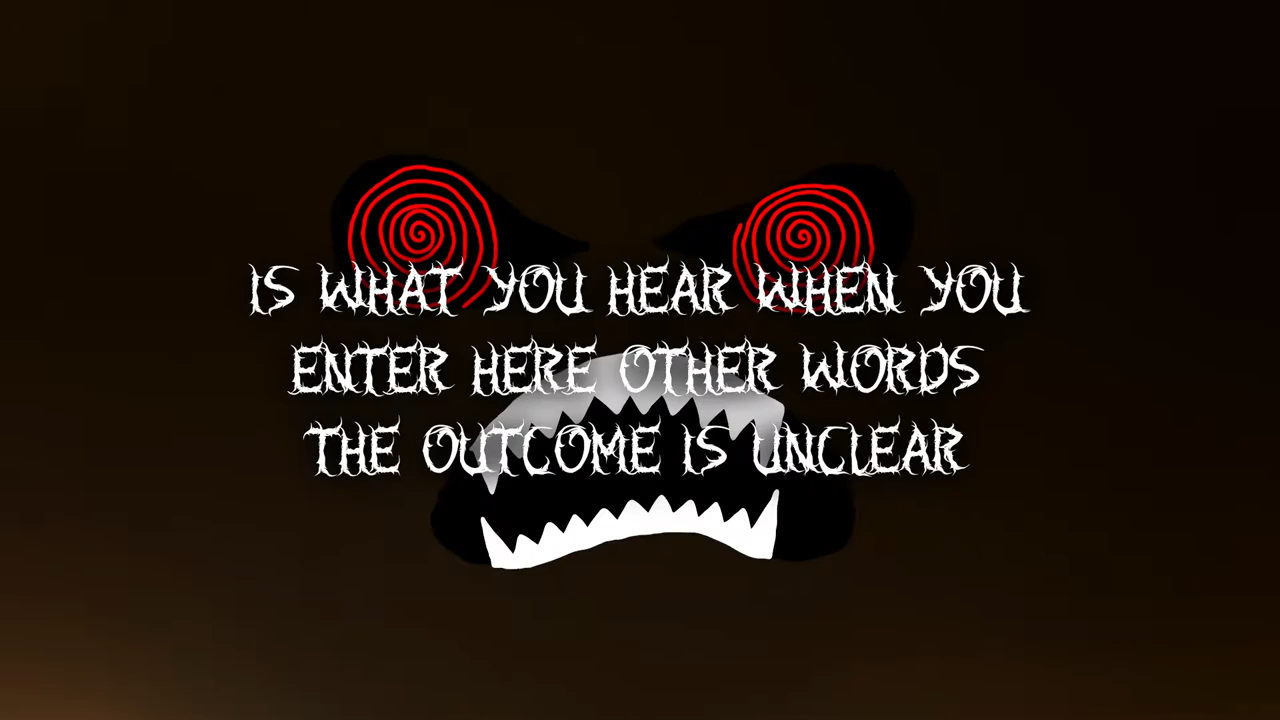 IS WHAT YOU HEAR WHEN YOU
ENTER HERE OTHER WORDS
THE OUTCOME IS UNCLEAR